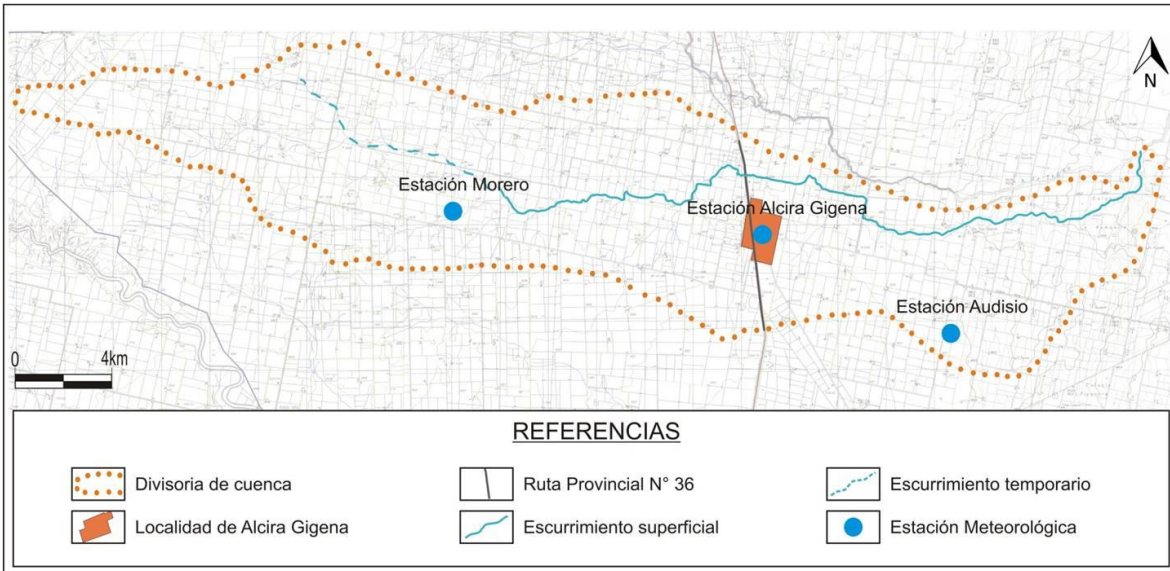 N
Estación Morero
Estación Alcira Gigena
Estación Audisio
0 4km
REFERENCIAS
Divisoria de cuenca
Ruta Provincial N° 36
Escurrimiento temporario
Localidad de Alcira Gigena
Escurrimiento superficial
Estación Meteorológica